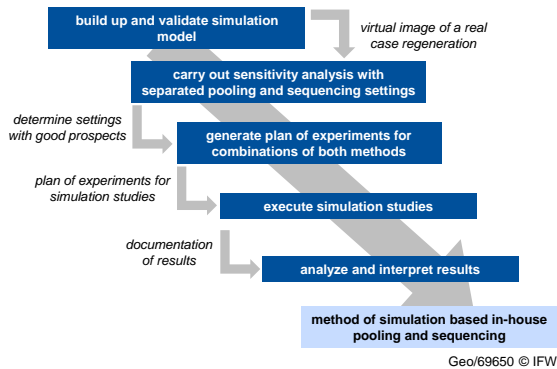 build up and validate simulation
model
virtual image of a real
case regeneration
carry out sensitivity analysis with
separated pooling and sequencing settings
determine settings
with good prospects
generate plan of experiments for
combinations of both methods
plan of experiments for
simulation studies
execute simulation studies
documentation
of results
analyze and interpret results
method of simulation based in-house
pooling and sequencing
Geo/69650 © IFW